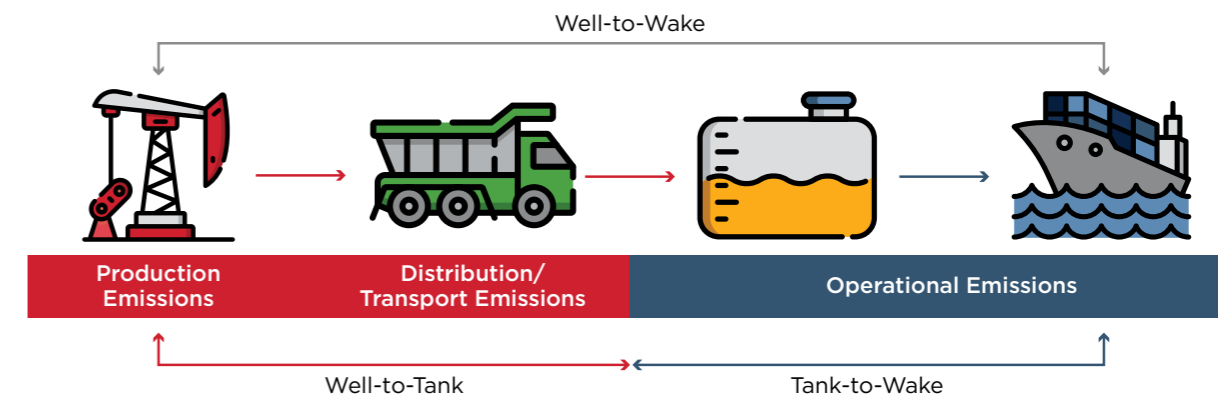 Well-to-Wake
Production
Emissions
Distribution/
Transport Emissions
Operational Emissions
Well-to-Tank
Tank-to-Wake